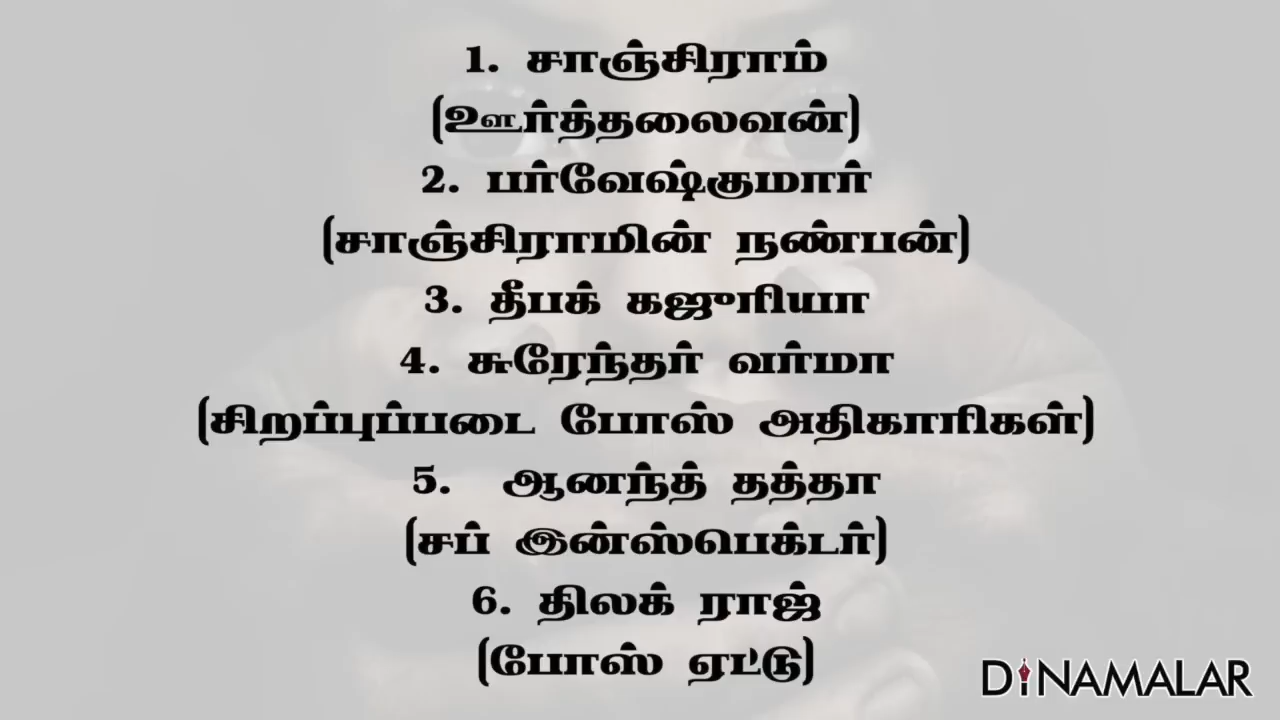 1. சாஞ்சிராம்
(ஊர்த்தலைவன்)
2. பர்வேஷ்குமார்
(சாஞ்சிராமின் நண்பன்)
3. தீபக் கஜுரியா
4. சுரேந்தர் வர்மா
(சிறப்புப்படை போஸ் அதிகாரிகள்)
5. ஆனந்த் தத்தா
(சப் இன்ஸ்பெக்டர்)
6. திலக் ராஜ்
(போஸ் ஏட்டு)
DINAMALAR